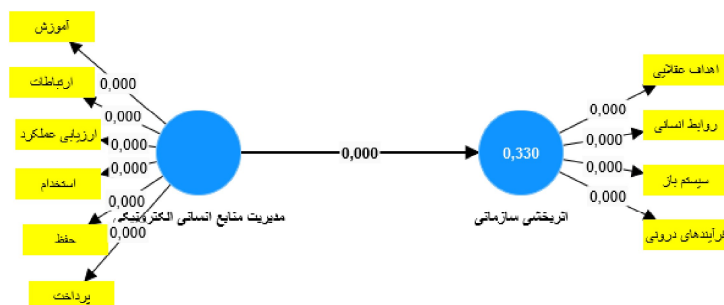 آموزش
ارتباطات
ارزیابی عملکرد
استخدام
حفظ
پرداخت
0,000
0,000
0,000
0,000
0,000
0,000
مدیریت منابع انسانی الکترونیکی
0,000
0,330
اثربخشی سازمانی
0,000
0,000
0,000
0,000
اهداف عقلایی
روابط انسانی
سیستم باز
فرآیندهای درونی